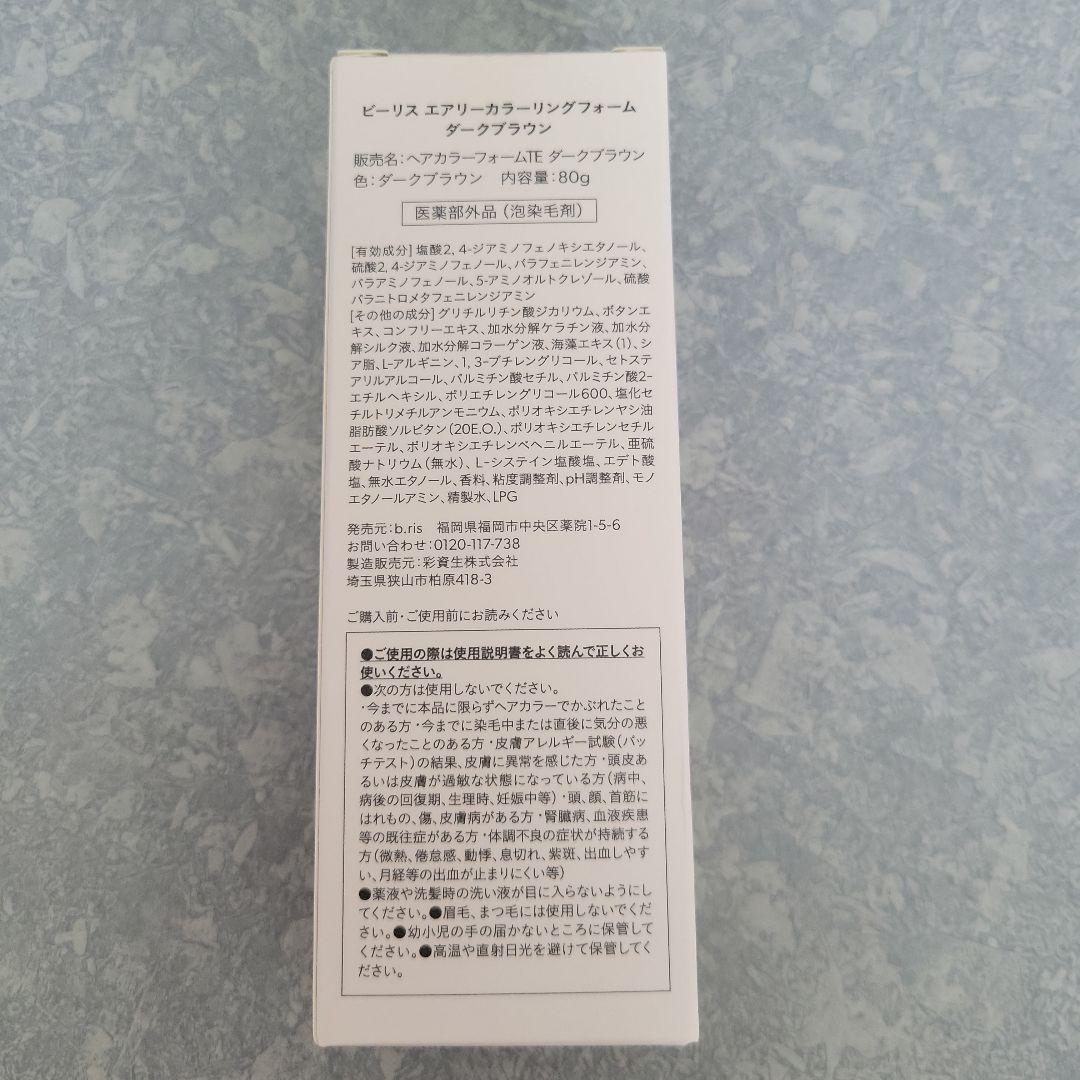 ビーリス エアリーカラーリングフォーム
ダークブラウン
販売名：ヘアカラーフォームTE ダークブラウン
色：ダークブラウン　内容量：80g
医薬部外品（泡染毛剤）
[有効成分] 塩酸2, 4-ジアミノフェノキシエタノール、
硫酸2, 4-ジアミノフェノール、パラフェニレンジアミン、
パラアミノフェノール、5-アミノオルトクレゾール、硫酸
パラニトロメタフェニレンジアミン
[その他の成分] グリチルリチン酸ジカリウム、ボタンエ
キス、コンフリーエキス、加水分解ケラチン液、加水分
解シルク液、加水分解コラーゲン液、海藻エキス（1）、シ
ア脂、L-アルギニン、1, 3-ブチレングリコール、セトステ
アリルアルコール、パルミチン酸セチル、パルミチン酸2-
エチルヘキシル、ポリエチレングリコール600、塩化セ
チルトリメチルアンモニウム、ポリオキシエチレンヤシ油
脂肪酸ソルビタン（20E.O.）、ポリオキシエチレンセチル
エーテル、ポリオキシエチレンベヘニルエーテル、亜硫
酸ナトリウム（無水）、L-システイン塩酸塩、エデト酸
塩、無水エタノール、香料、粘度調整剤、pH調整剤、モノ
エタノールアミン、精製水、LPG
発売元：b.ris　福岡県福岡市中央区薬院1-5-6
お問い合わせ：0120-117-738
製造販売元：彩資生株式会社
埼玉県狭山市柏原418-3
ご購入前・ご使用前にお読みください
●ご使用の際は使用説明書をよく読んで正しくお
使いください。
●次の方は使用しないでください。
・今までに本品に限らずヘアカラーでかぶれたこと
のある方・今までに染毛中または直後に気分の悪
くなったことのある方・皮膚アレルギー試験（パッ
チテスト）の結果、皮膚に異常を感じた方・頭皮あ
るいは皮膚が過敏な状態になっている方（病中、
病後の回復期、生理時、妊娠中等）・頭、顔、首筋に
はれもの、傷、皮膚病がある方・腎臓病、血液疾患
等の既往症がある方・体調不良の症状が持続する
方（微熱、倦怠感、動悸、息切れ、紫斑、出血しやす
い、月経等の出血が止まりにくい等）
●薬液や洗髪時の洗い液が目に入らないようにし
てください。●眉毛、まつ毛には使用しないでくだ
さい。●幼小児の手の届かないところに保管して
ください。●高温や直射日光を避けて保管してく
ださい。